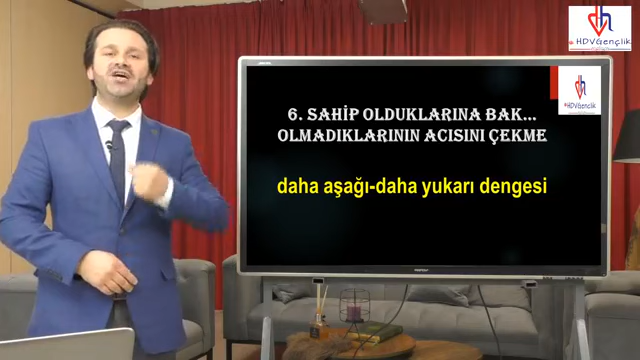 HDVGençlik
HDVGençlik
6. SAHİP OLDUKLARINA BAK...
OLMADIKLARININ ACISINI ÇEKME
daha aşağı-daha yukarı dengesi